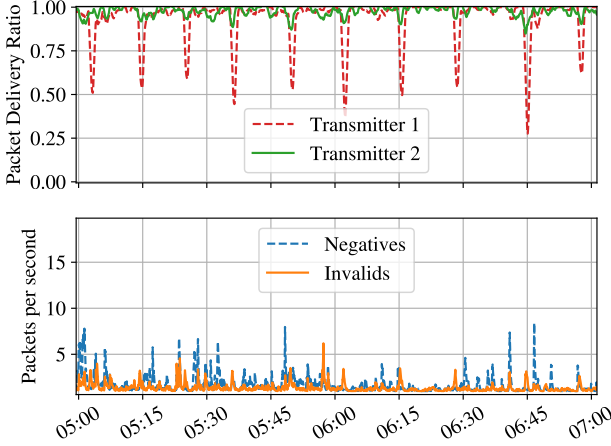 Packet Delivery Ratio
1.00
0.75
0.50
0.25
0.00
Transmitter 1
Transmitter 2
Packets per second
15
10
5
Negatives
Invalids
05:00
05:15
05:30
05:45
06:00
06:15
06:30
06:45
07:00